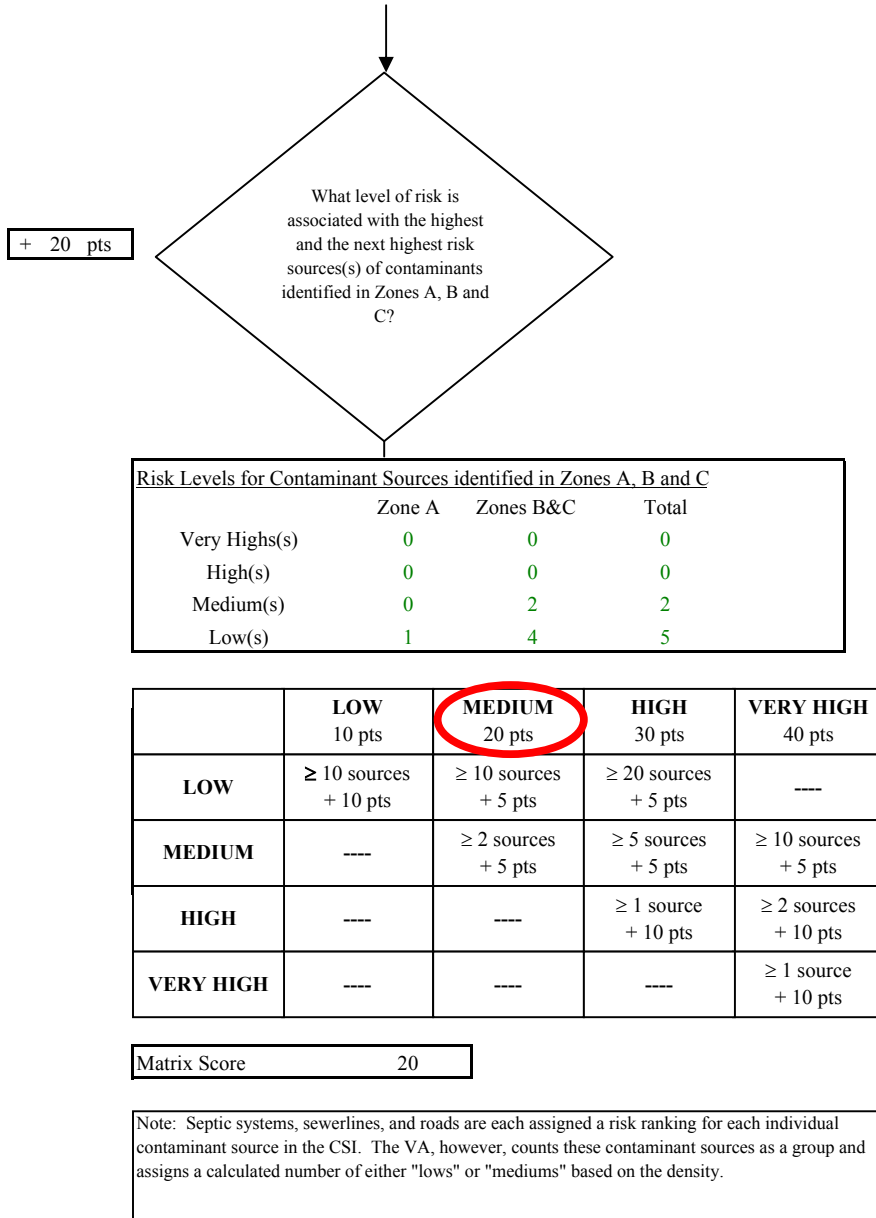 What level of risk is
associated with the highest
and the next highest risk
sources(s) of contaminants
identified in Zones A, B and
C?
+ 20 pts
Risk Levels for Contaminant Sources identified in Zones A, B and C
Zone A Zones B&C Total
Very Highs(s) 0 0 0
High(s) 0 0 0
Medium(s) 0 2 2
Low(s) 1 4 5
LOW MEDIUM HIGH VERY HIGH
10 pts 20 pts 30 pts 40 pts
LOW ≥ 10 sources + 10 pts ≥ 10 sources + 5 pts ≥ 20 sources + 5 pts ----
MEDIUM ---- ≥ 2 sources + 5 pts ≥ 5 sources + 5 pts ≥ 10 sources + 5 pts
HIGH ---- ---- ≥ 1 source + 10 pts ≥ 2 sources + 10 pts
VERY HIGH ---- ---- ---- ≥ 1 source + 10 pts
Matrix Score 20
Note: Septic systems, sewerlines, and roads are each assigned a risk ranking for each individual
contaminant source in the CSI. The VA, however, counts these contaminant sources as a group and
assigns a calculated number of either "lows" or "mediums" based on the density.